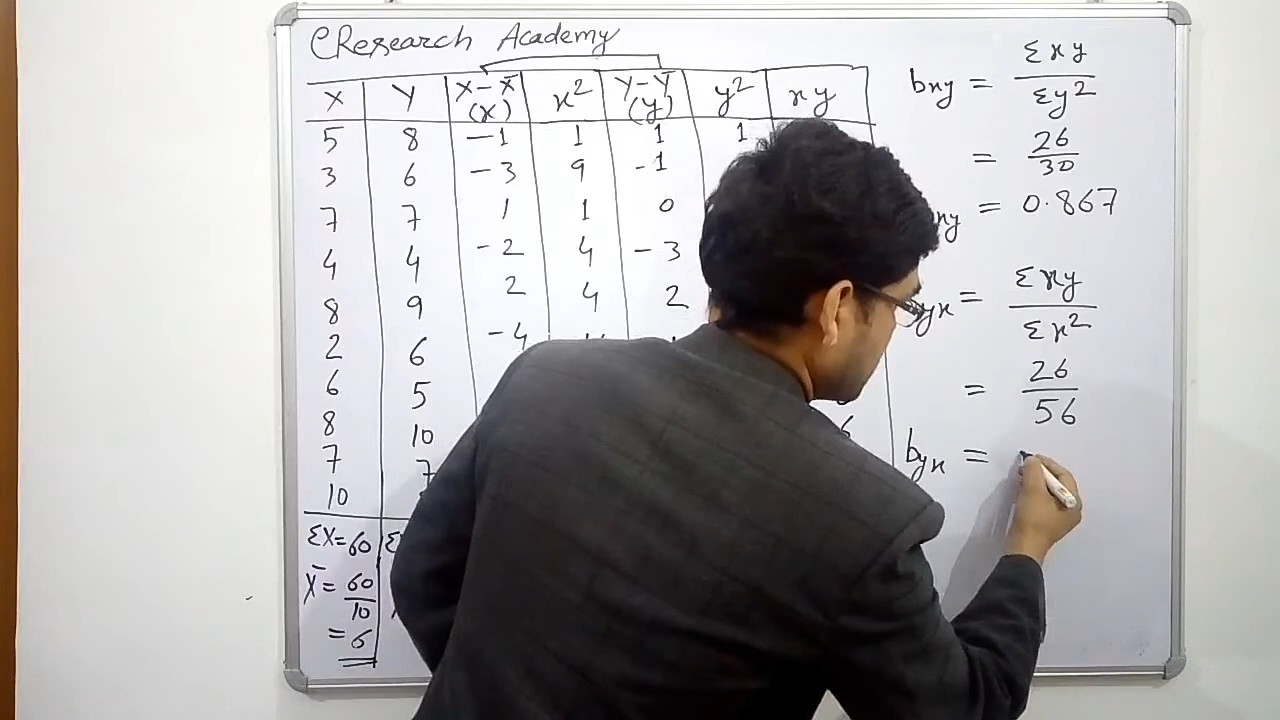 CResearch Academy
X Y X-X̄ (x) x² Y-Ȳ (y) y² xy
5 8 -1 1 1 1
3 6 -3 9 -1
7 7 1 1 0
4 4 -2 4 -3
8 9 2 4 2
2 6 -4
6 5
8 10
7 7
10
ΣX=60
X̄ = 60/10
= 6
bxy = Σxy/Σy²
= 26/30
= 0.867
= Σxy/Σx²
= 26/56
byx =